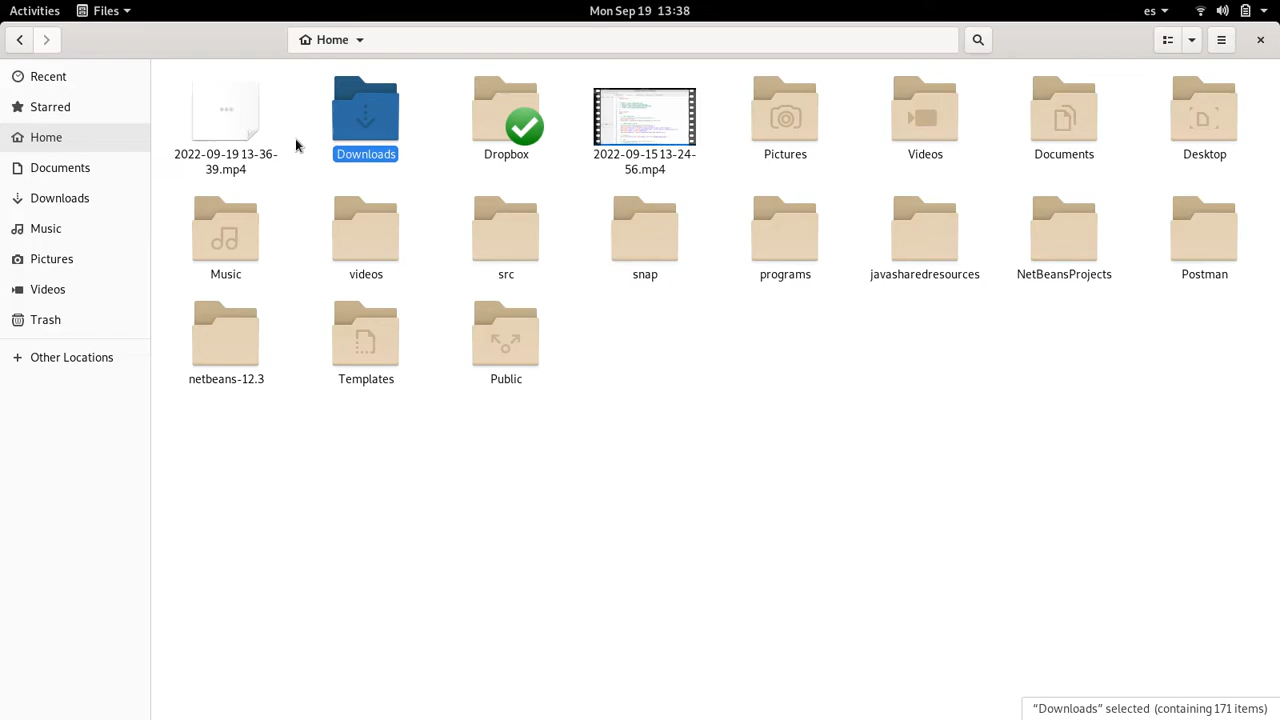 Activities
Files
Mon Sep 19 13:38
es
Home
Recent
Starred
Home
Documents
Downloads
Music
Pictures
Videos
Trash
Other Locations
2022-09-19 13-36-
39.mp4
Downloads
Dropbox
2022-09-15 13-24-
56.mp4
Pictures
Videos
Documents
Desktop
Music
videos
src
snap
programs
javasharedresources
NetBeansProjects
Postman
netbeans-12.3
Templates
Public
“Downloads” selected (containing 171 items)